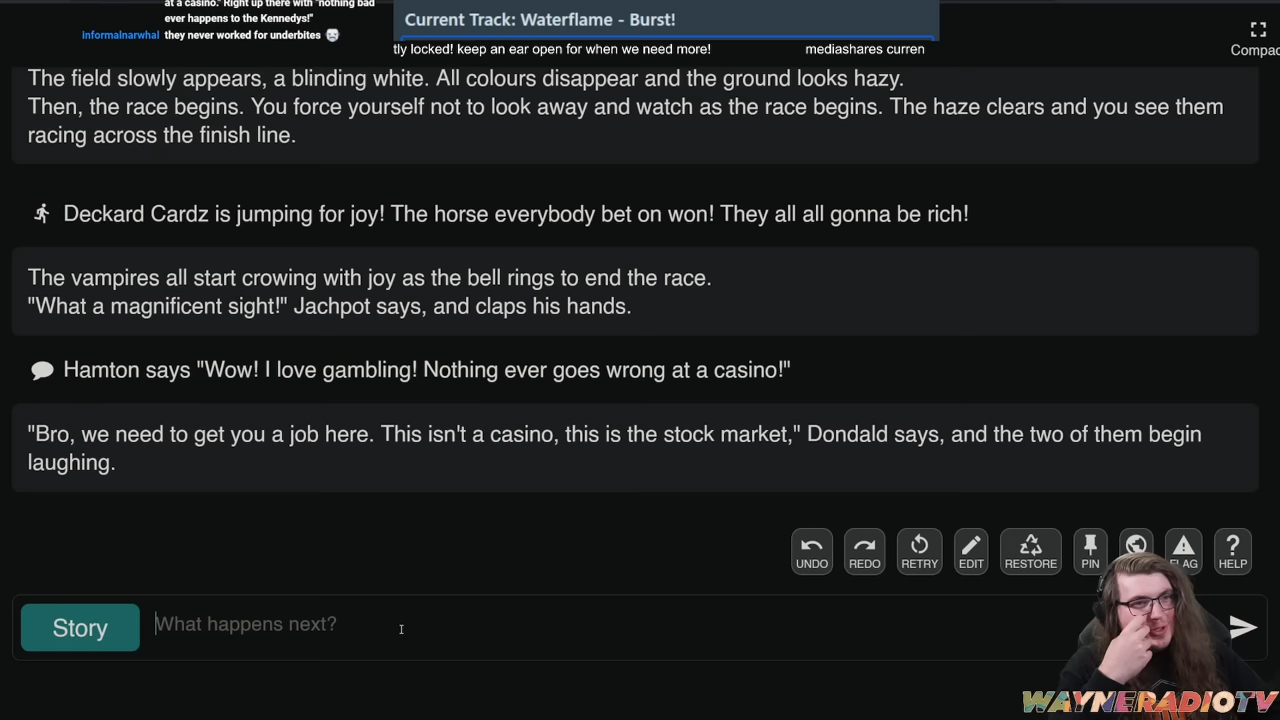 at a casino." Right up there with "nothing bad
ever happens to the Kennedys!"
informalnarwhal they never worked for underbites
Current Track: Waterflame - Burst!
tly locked! keep an ear open for when we need more! mediashares curren
Compac
The field slowly appears, a blinding white. All colours disappear and the ground looks hazy.
Then, the race begins. You force yourself not to look away and watch as the race begins. The haze clears and you see them
racing across the finish line.
Deckard Cardz is jumping for joy! The horse everybody bet on won! They all all gonna be rich!
The vampires all start crowing with joy as the bell rings to end the race.
"What a magnificent sight!" Jachpot says, and claps his hands.
Hamton says "Wow! I love gambling! Nothing ever goes wrong at a casino!"
"Bro, we need to get you a job here. This isn't a casino, this is the stock market," Dondald says, and the two of them begin
laughing.
UNDO REDO RETRY EDIT RESTORE PIN FLAG HELP
Story What happens next?
WAYNERADIOTV